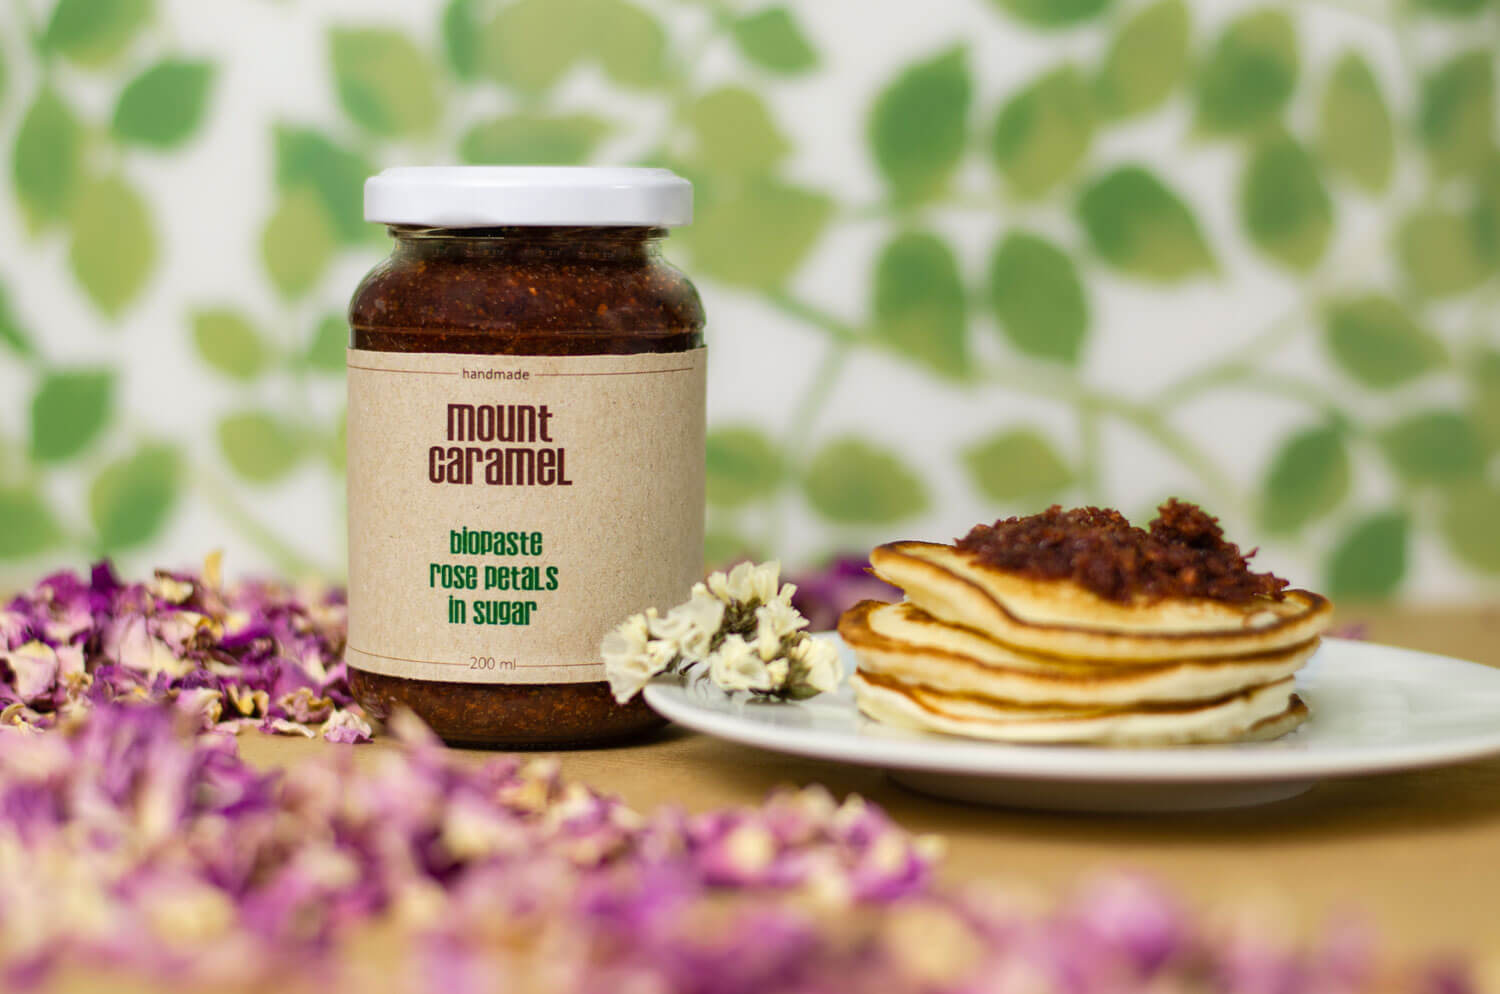 handmade
mount
caramel
biopaste
rose petals
in sugar
200 ml